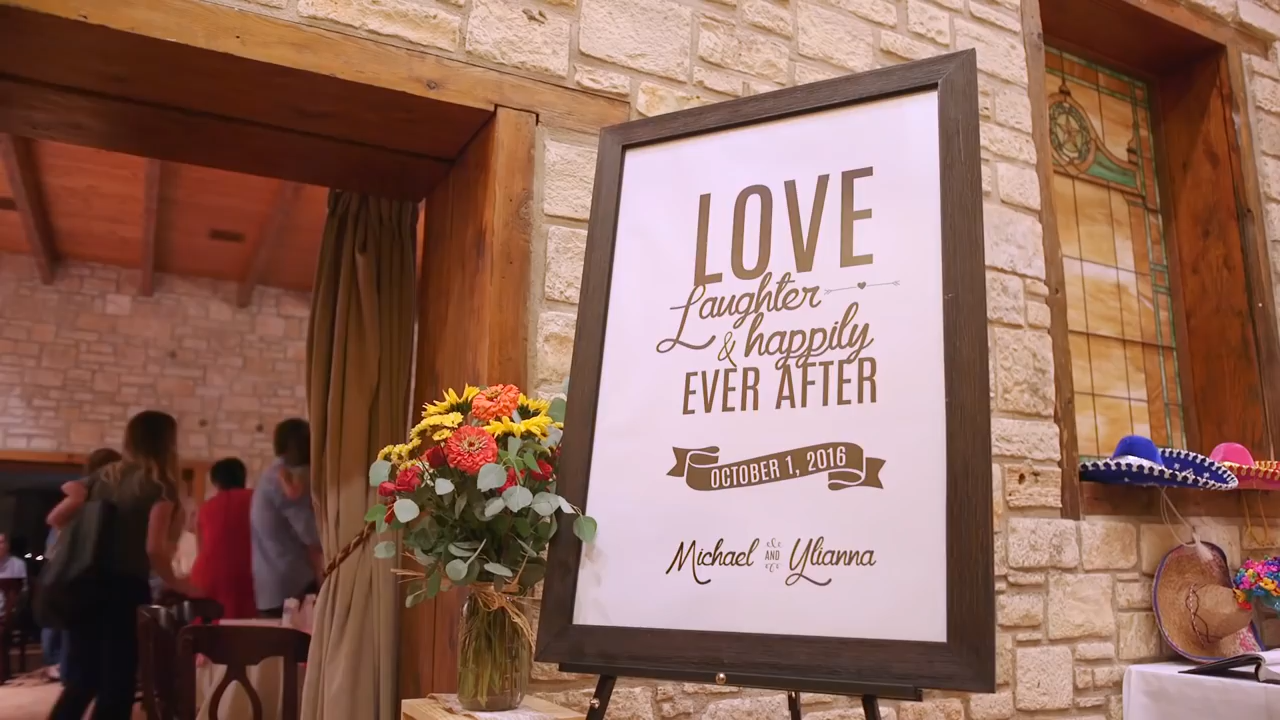 LOVE
Laughter
& happily
EVER AFTER
OCTOBER 1, 2016
Michael AND Ylianna